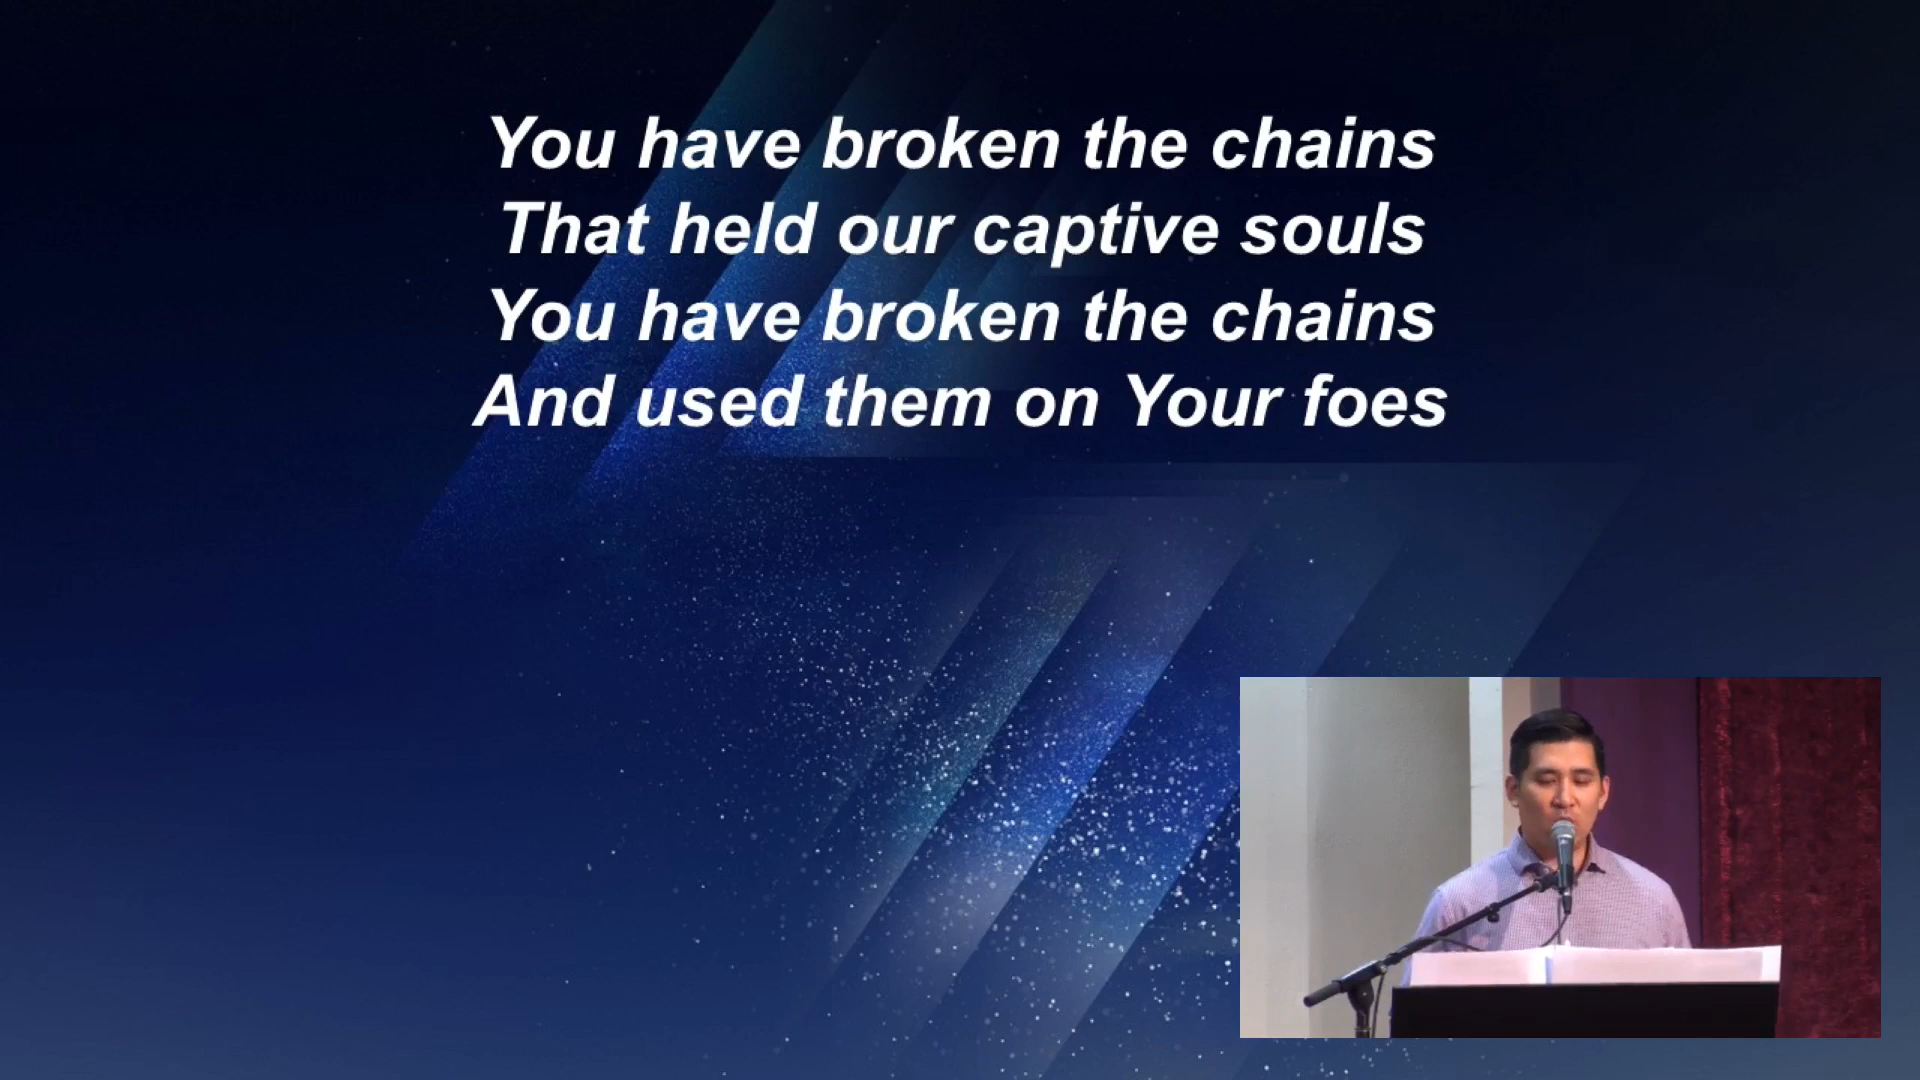 You have broken the chains
That held our captive souls
You have broken the chains
And used them on Your foes